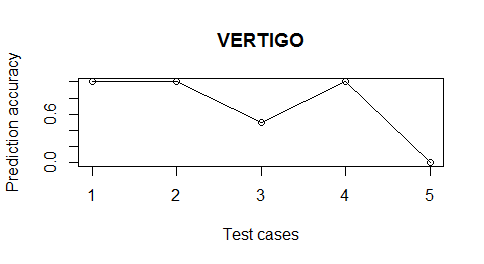 VERTIGO
Prediction accuracy
0.6
0.0
1 2 3 4 5
Test cases